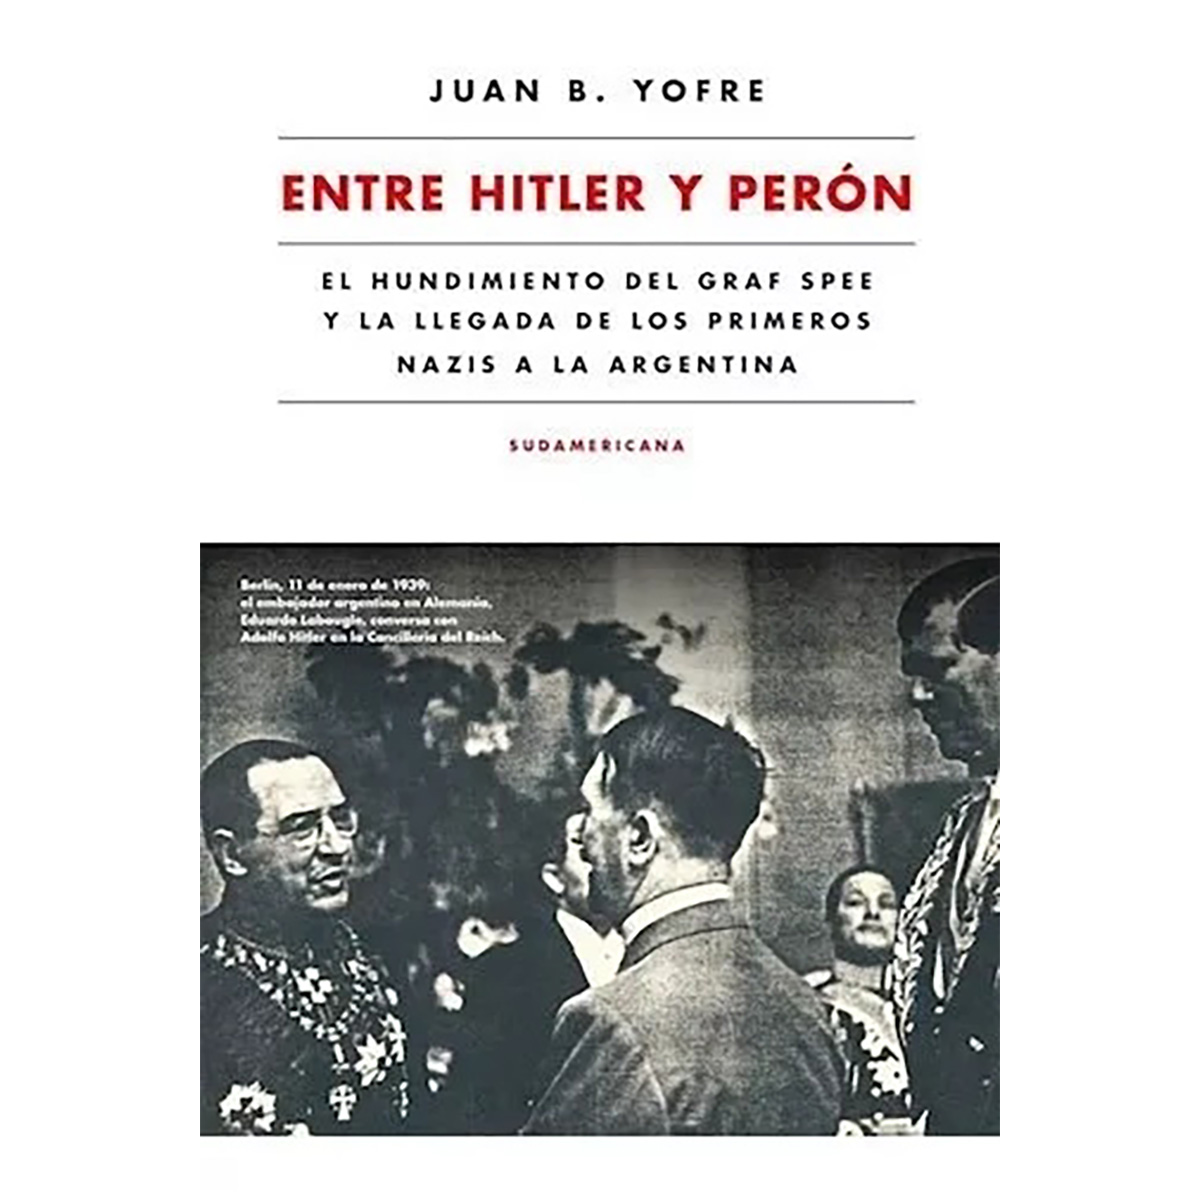 JUAN B. YOFRE
ENTRE HITLER Y PERÓN
EL HUNDIMIENTO DEL GRAF SPEE
Y LA LLEGADA DE LOS PRIMEROS
NAZIS A LA ARGENTINA
SUDAMERICANA
Berlín, 11 de enero de 1939:
el embajador argentino en Alemania,
Eduardo Labougle, conversa con
Adolfo Hitler en la Cancillería del Reich.